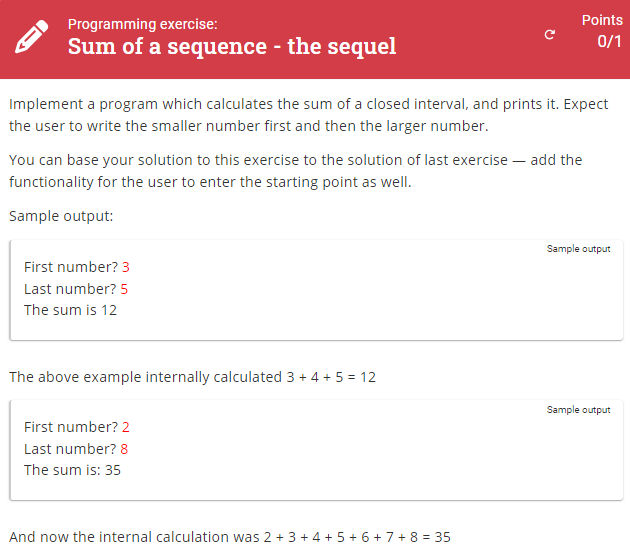 Programming exercise:
Points
Sum of a sequence - the sequel
0/1
Implement a program which calculates the sum of a closed interval, and prints it. Expect
the user to write the smaller number first and then the larger number.
You can base your solution to this exercise to the solution of last exercise — add the
functionality for the user to enter the starting point as well.
Sample output:
Sample output
First number? 3
Last number? 5
The sum is 12
The above example internally calculated 3 + 4 + 5 = 12
Sample output
First number? 2
Last number? 8
The sum is: 35
And now the internal calculation was 2 + 3 + 4 + 5 + 6 + 7 + 8 = 35